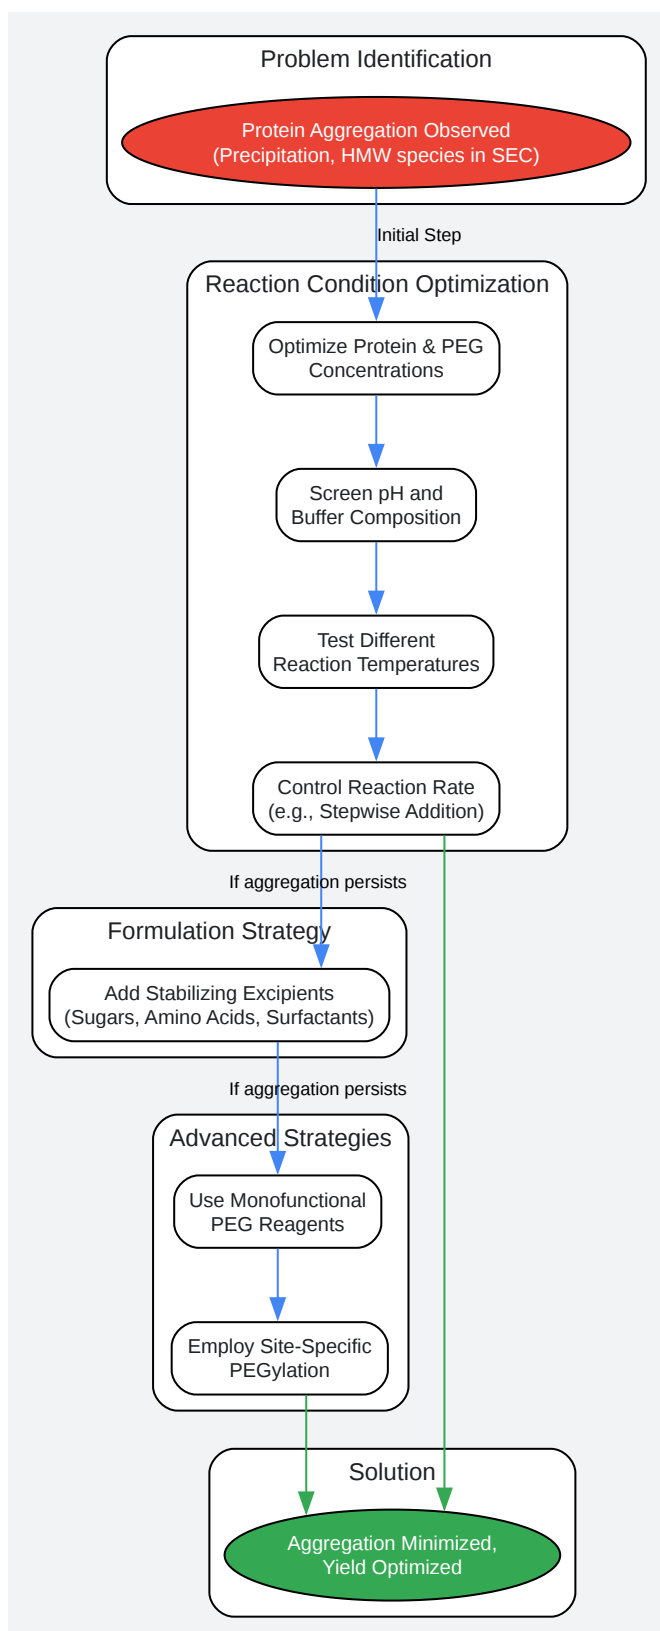 Problem Identification
Protein Aggregation Observed
(Precipitation, HMW species in SEC)
Initial Step
Reaction Condition Optimization
Optimize Protein & PEG
Concentrations
Screen pH and
Buffer Composition
Test Different
Reaction Temperatures
Control Reaction Rate
(e.g., Stepwise Addition)
If aggregation persists
Formulation Strategy
Add Stabilizing Excipients
(Sugars, Amino Acids, Surfactants)
If aggregation persists
Advanced Strategies
Use Monofunctional
PEG Reagents
Employ Site-Specific
PEGylation
Solution
Aggregation Minimized,
Yield Optimized